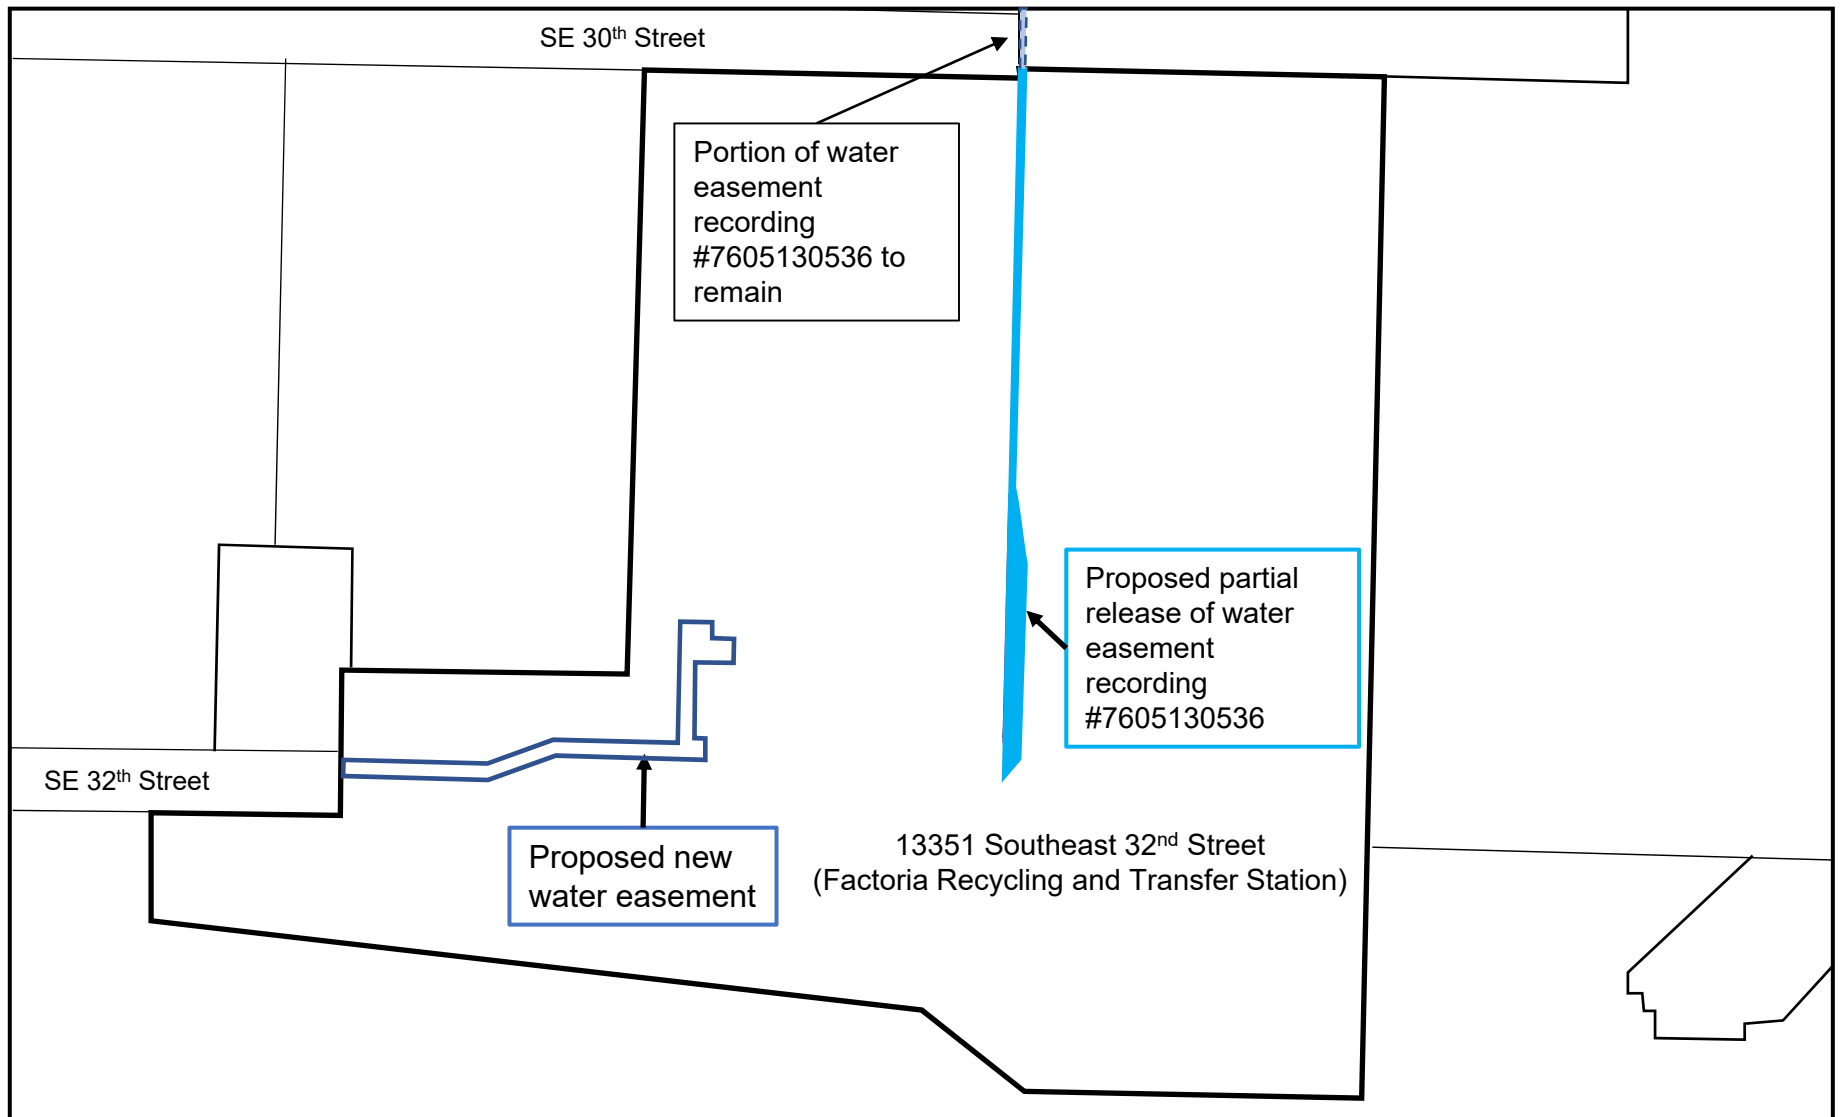 SE 30th Street
Portion of water
easement
recording
#7605130536 to
remain
Proposed partial
release of water
easement
recording
#7605130536
SE 32th Street
Proposed new
water easement
13351 Southeast 32nd Street
(Factoria Recycling and Transfer Station)